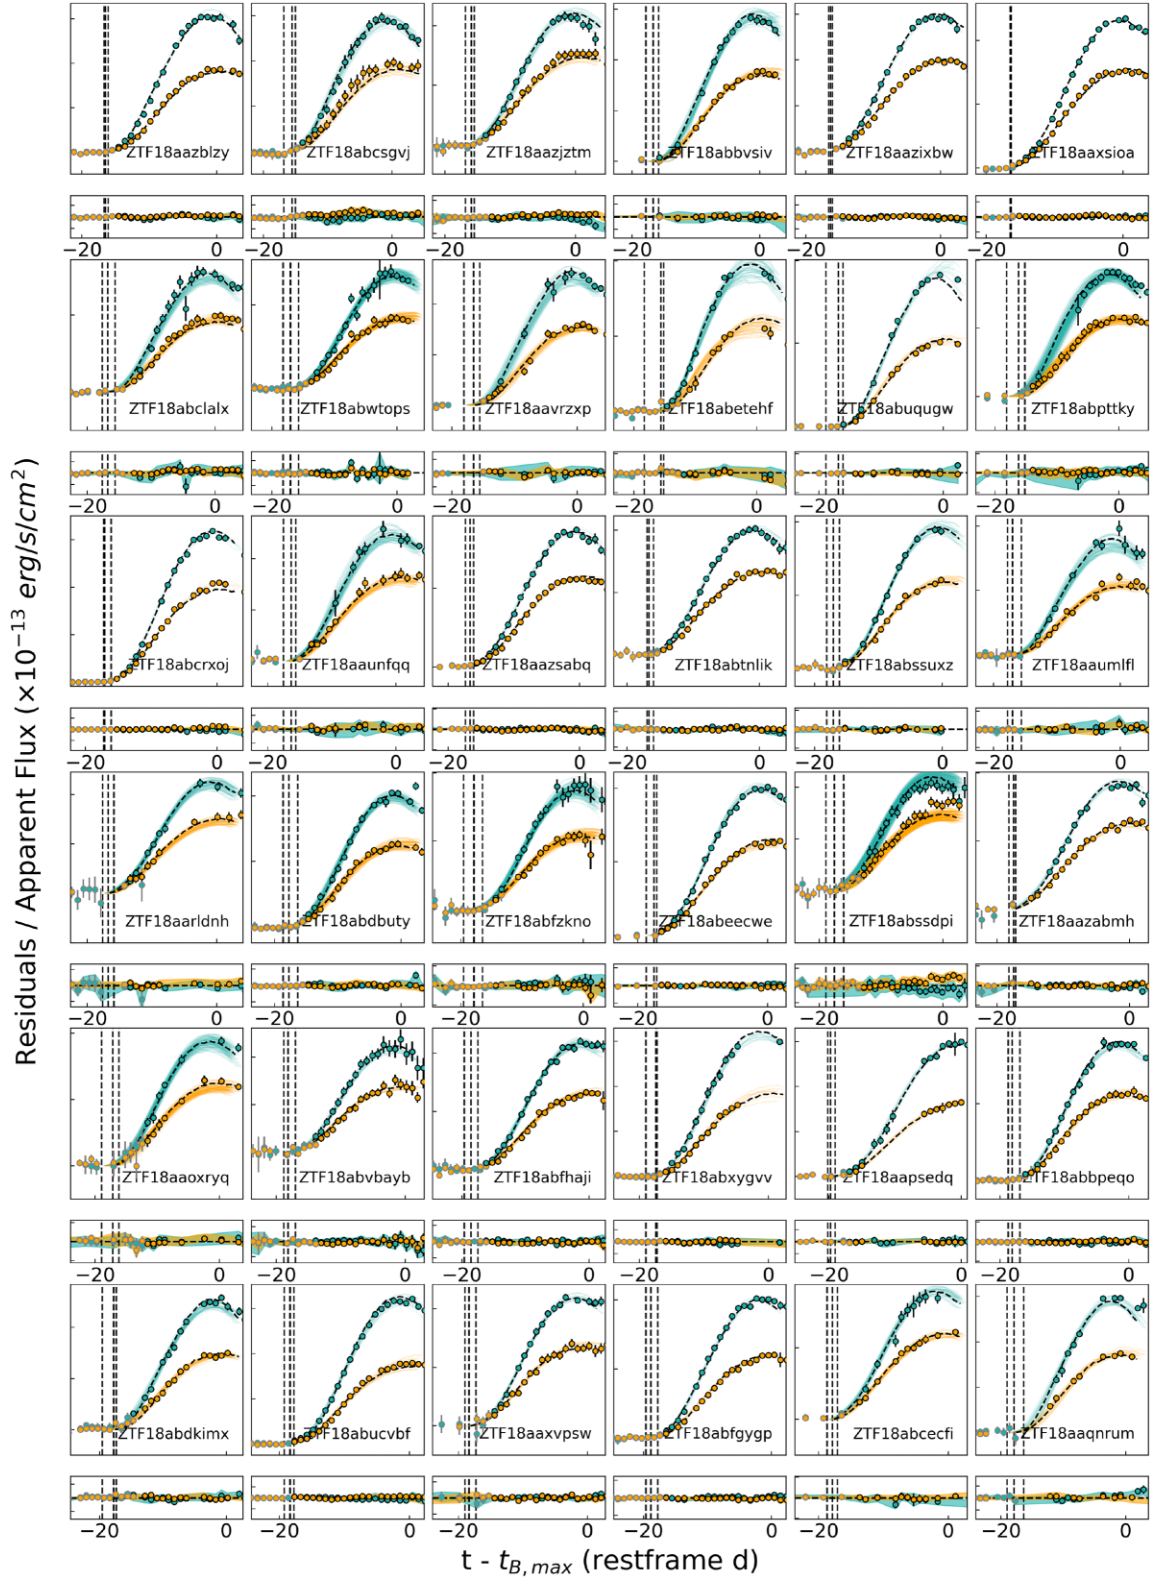 ZTF18aazblzy ZTF18abcsgvj ZTF18aazjztm ZTF18abbvsiv ZTF18aazixbw ZTF18aaxsioa
−20 0 −20 0 −20 0 −20 0 −20 0 −20 0
ZTF18abclalx ZTF18abwtops ZTF18aavrzxp ZTF18abetehf ZTF18abuqugw ZTF18abpttky
−20 0 −20 0 −20 0 −20 0 −20 0 −20 0
ZTF18abcrxoj ZTF18aaunfqq ZTF18aazsabq ZTF18abtnlik ZTF18abssuxz ZTF18aaumlfl
−20 0 −20 0 −20 0 −20 0 −20 0 −20 0
ZTF18aarldnh ZTF18abdbuty ZTF18abfzkno ZTF18abeecwe ZTF18abssdpi ZTF18aazabmh
−20 0 −20 0 −20 0 −20 0 −20 0 −20 0
ZTF18aaoxryq ZTF18abvbayb ZTF18abfhaji ZTF18abxygvv ZTF18aapsedq ZTF18abbpeqo
−20 0 −20 0 −20 0 −20 0 −20 0 −20 0
ZTF18abdkimx ZTF18abucvbf ZTF18aaxvpsw ZTF18abfgygp ZTF18abcecfi ZTF18aaqnrum
−20 0 −20 0 −20 0 −20 0 −20 0 −20 0
Residuals / Apparent Flux (×10⁻¹³ erg/s/cm²)
t - t_B,max (restframe d)